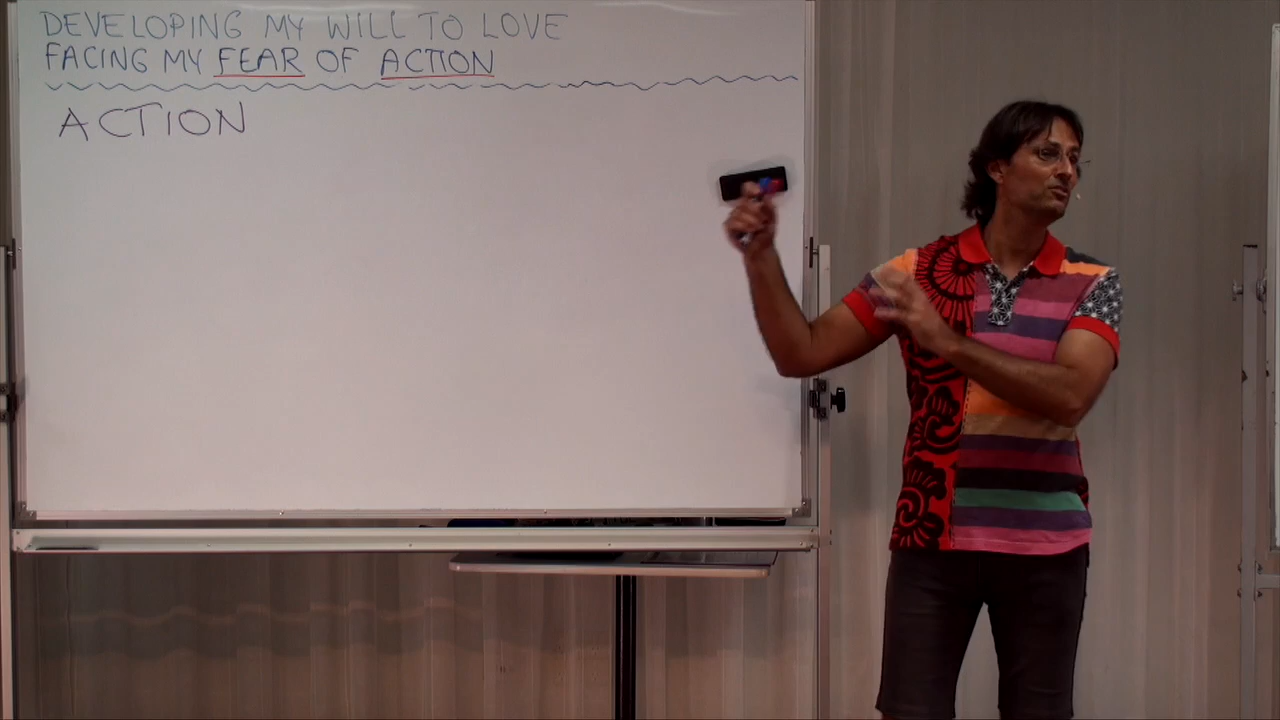 DEVELOPING MY WILL TO LOVE
FACING MY FEAR OF ACTION
ACTION